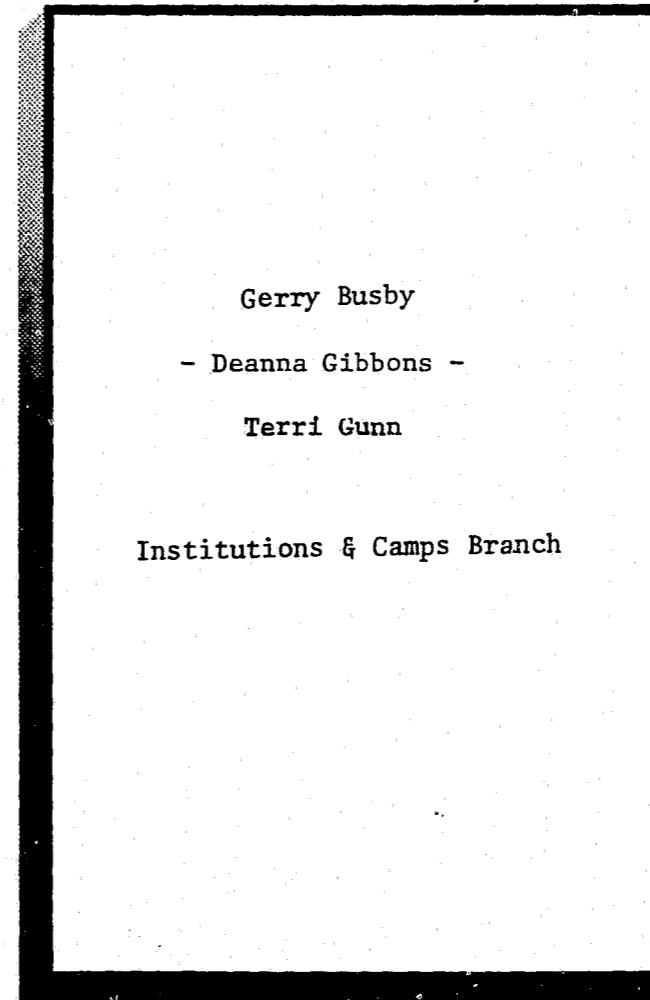 Gerry Busby
- Deanna Gibbons -
Terri Gunn
Institutions & Camps Branch